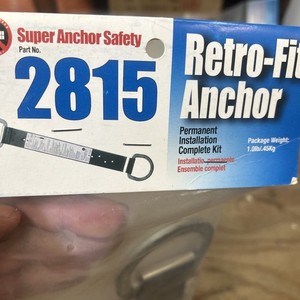 Super Anchor Safety
Part No.
2815
Retro-Fit
Anchor
Permanent
Installation
Complete Kit
Installation permanente
Ensemble complet
Package Weight:
1.0lb/.45Kg